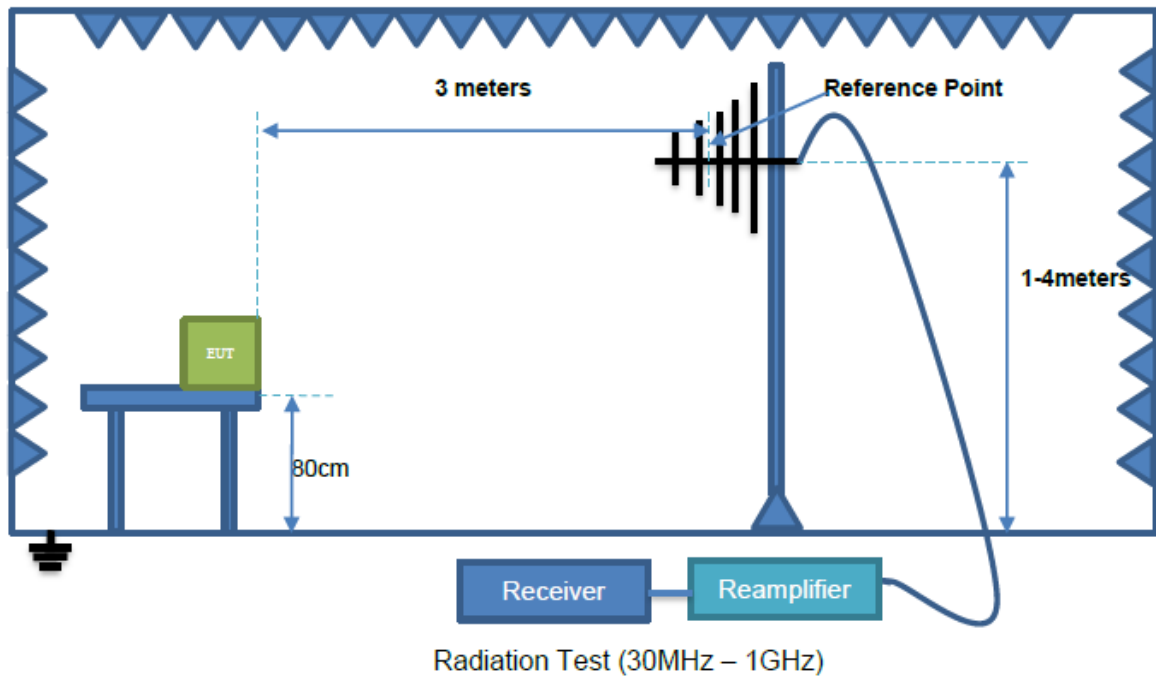 3 meters
Reference Point
1-4meters
EUT
80cm
Receiver
Reamplifier
Radiation Test (30MHz – 1GHz)